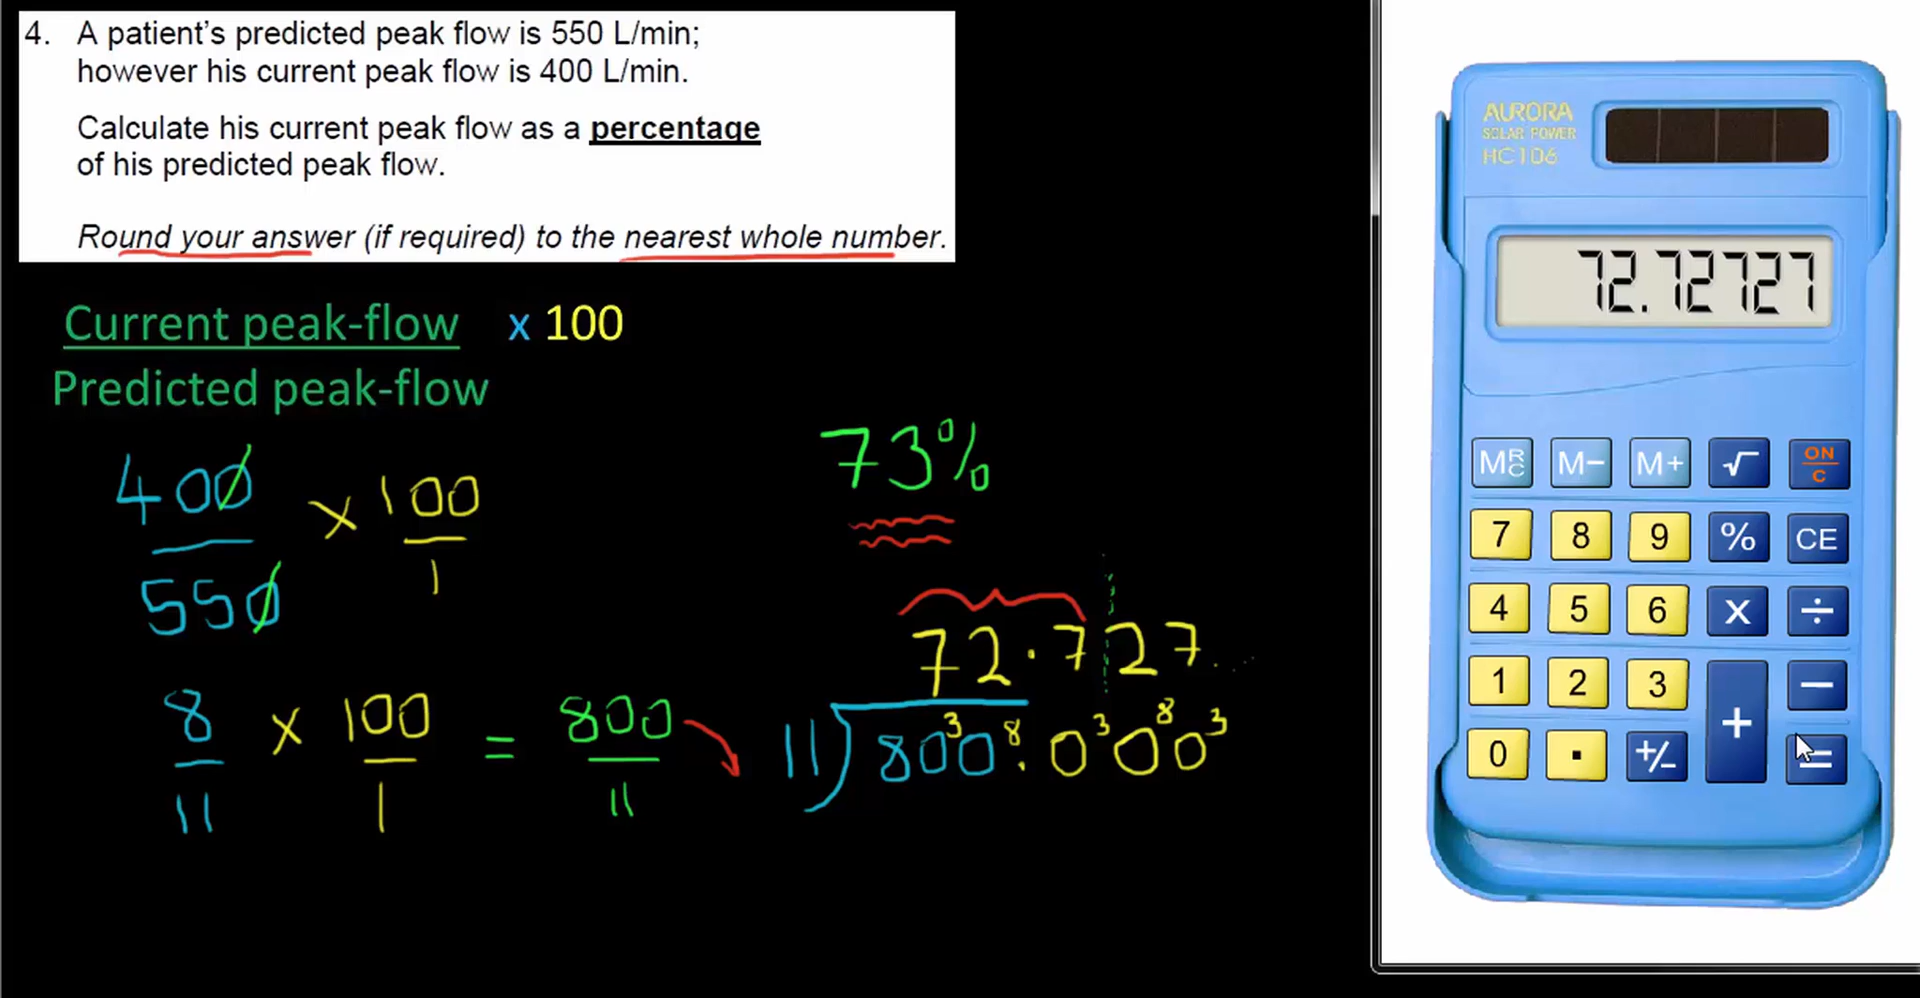 4. A patient's predicted peak flow is 550 L/min;
however his current peak flow is 400 L/min.
Calculate his current peak flow as a percentage
of his predicted peak flow.
Round your answer (if required) to the nearest whole number.
Current peak-flow x 100
Predicted peak-flow
400 x 100
550 1
73%
72.727...
8 x 100 = 800
11 1 11
11)80³0⁸.0³0⁸0³
AURORA
SOLAR POWER
HC106
72.72727
MRC M- M+ √ ON/C
7 8 9 % CE
4 5 6 X ÷
1 2 3 + −
0 . +/- =